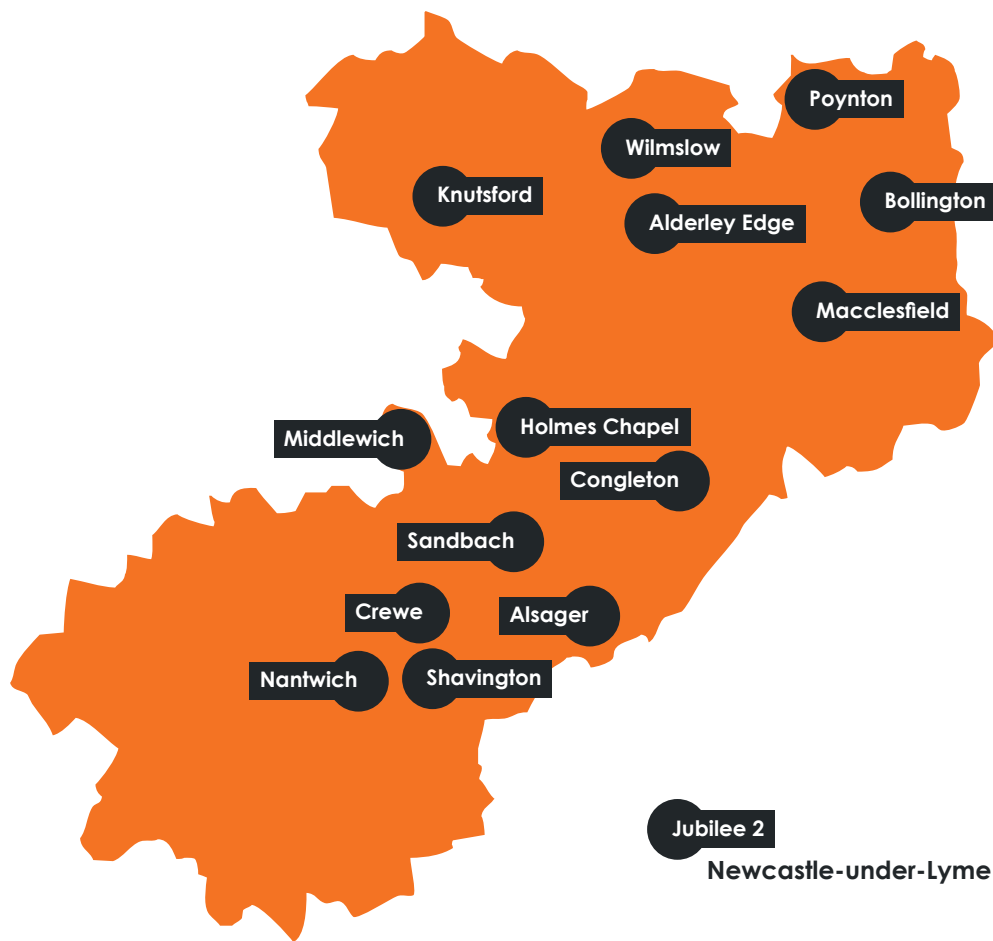 Poynton
Wilmslow
Knutsford
Bollington
Alderley Edge
Macclesfield
Holmes Chapel
Middlewich
Congleton
Sandbach
Crewe
Alsager
Nantwich
Shavington
Jubilee 2
Newcastle-under-Lyme